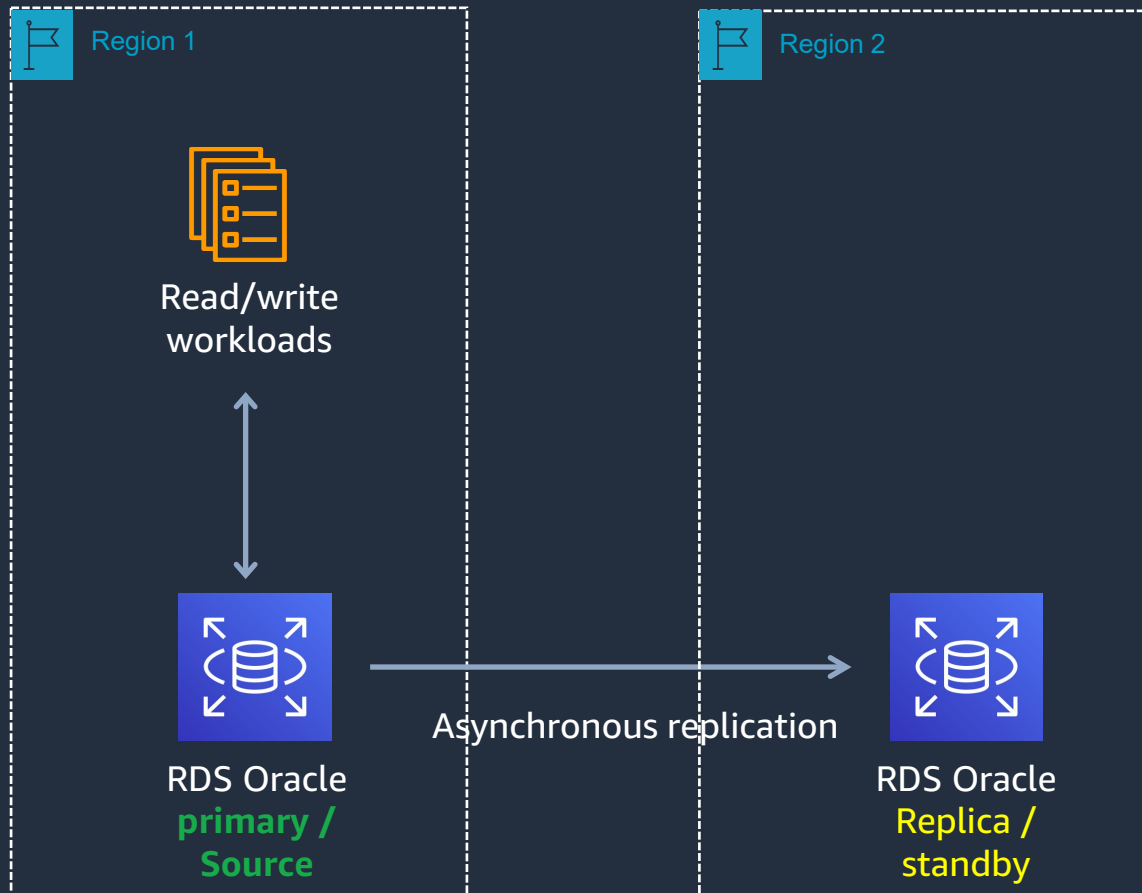 Region 1
Region 2
Read/write
workloads
Asynchronous replication
RDS Oracle
primary /
Source
RDS Oracle
Replica /
standby